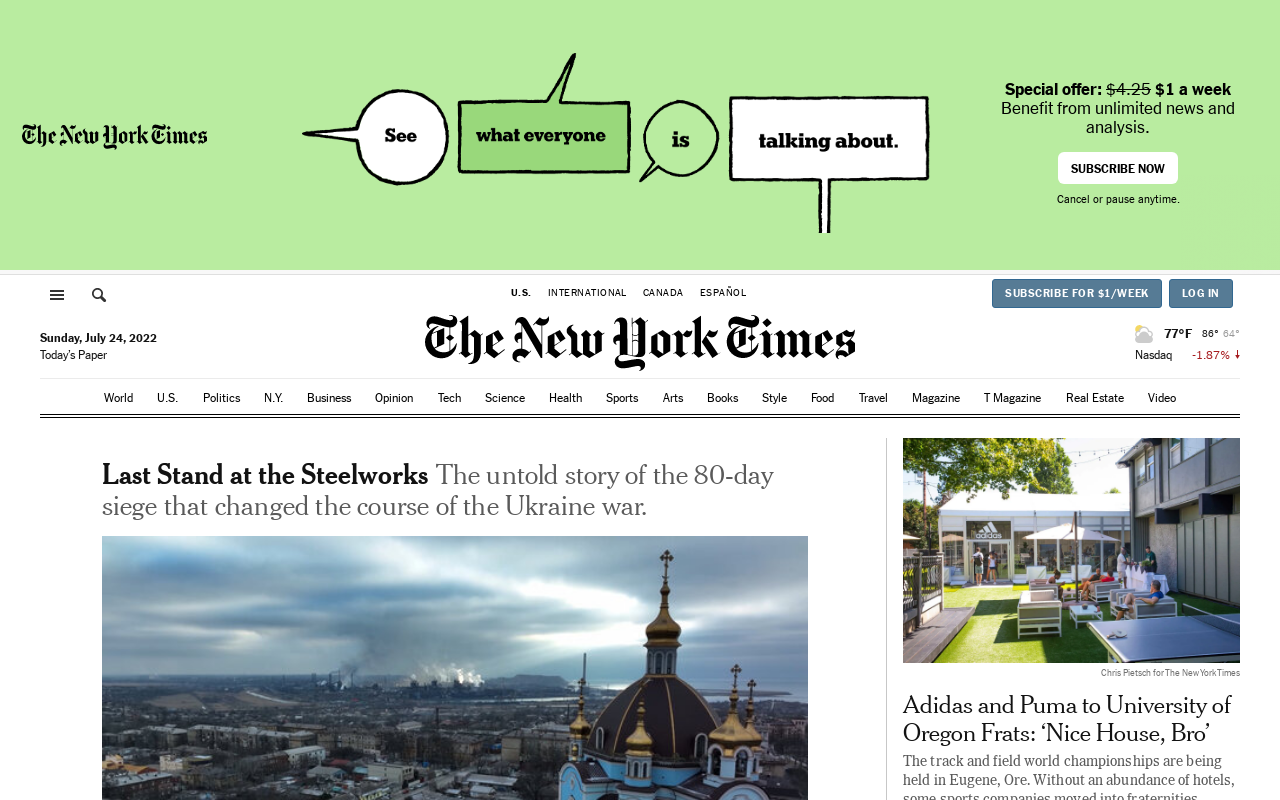 The New York Times
See
what everyone
is
talking about.
Special offer: $4.25 $1 a week
Benefit from unlimited news and
analysis.
SUBSCRIBE NOW
Cancel or pause anytime.
U.S. INTERNATIONAL CANADA ESPAÑOL
SUBSCRIBE FOR $1/WEEK
LOG IN
Sunday, July 24, 2022
Today's Paper
The New York Times
77°F 86° 64°
Nasdaq -1.87% ↓
World U.S. Politics N.Y. Business Opinion Tech Science Health Sports Arts Books Style Food Travel Magazine T Magazine Real Estate Video
Last Stand at the Steelworks The untold story of the 80-day
siege that changed the course of the Ukraine war.
adidas
Chris Pietsch for The New York Times
Adidas and Puma to University of
Oregon Frats: ‘Nice House, Bro’
The track and field world championships are being
held in Eugene, Ore. Without an abundance of hotels,
some sports companies moved into fraternities.